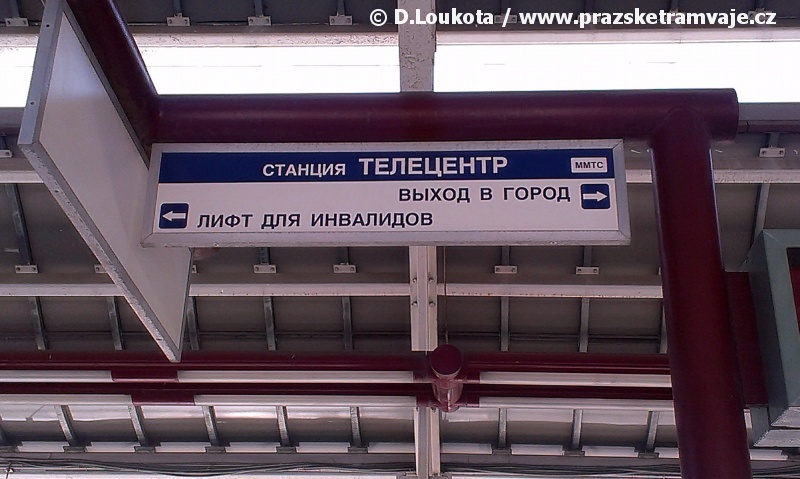 © D.Loukota / www.prazsketramvaje.cz
СТАНЦИЯ ТЕЛЕЦЕНТР ММТС
ВЫХОД В ГОРОД
ЛИФТ ДЛЯ ИНВАЛИДОВ